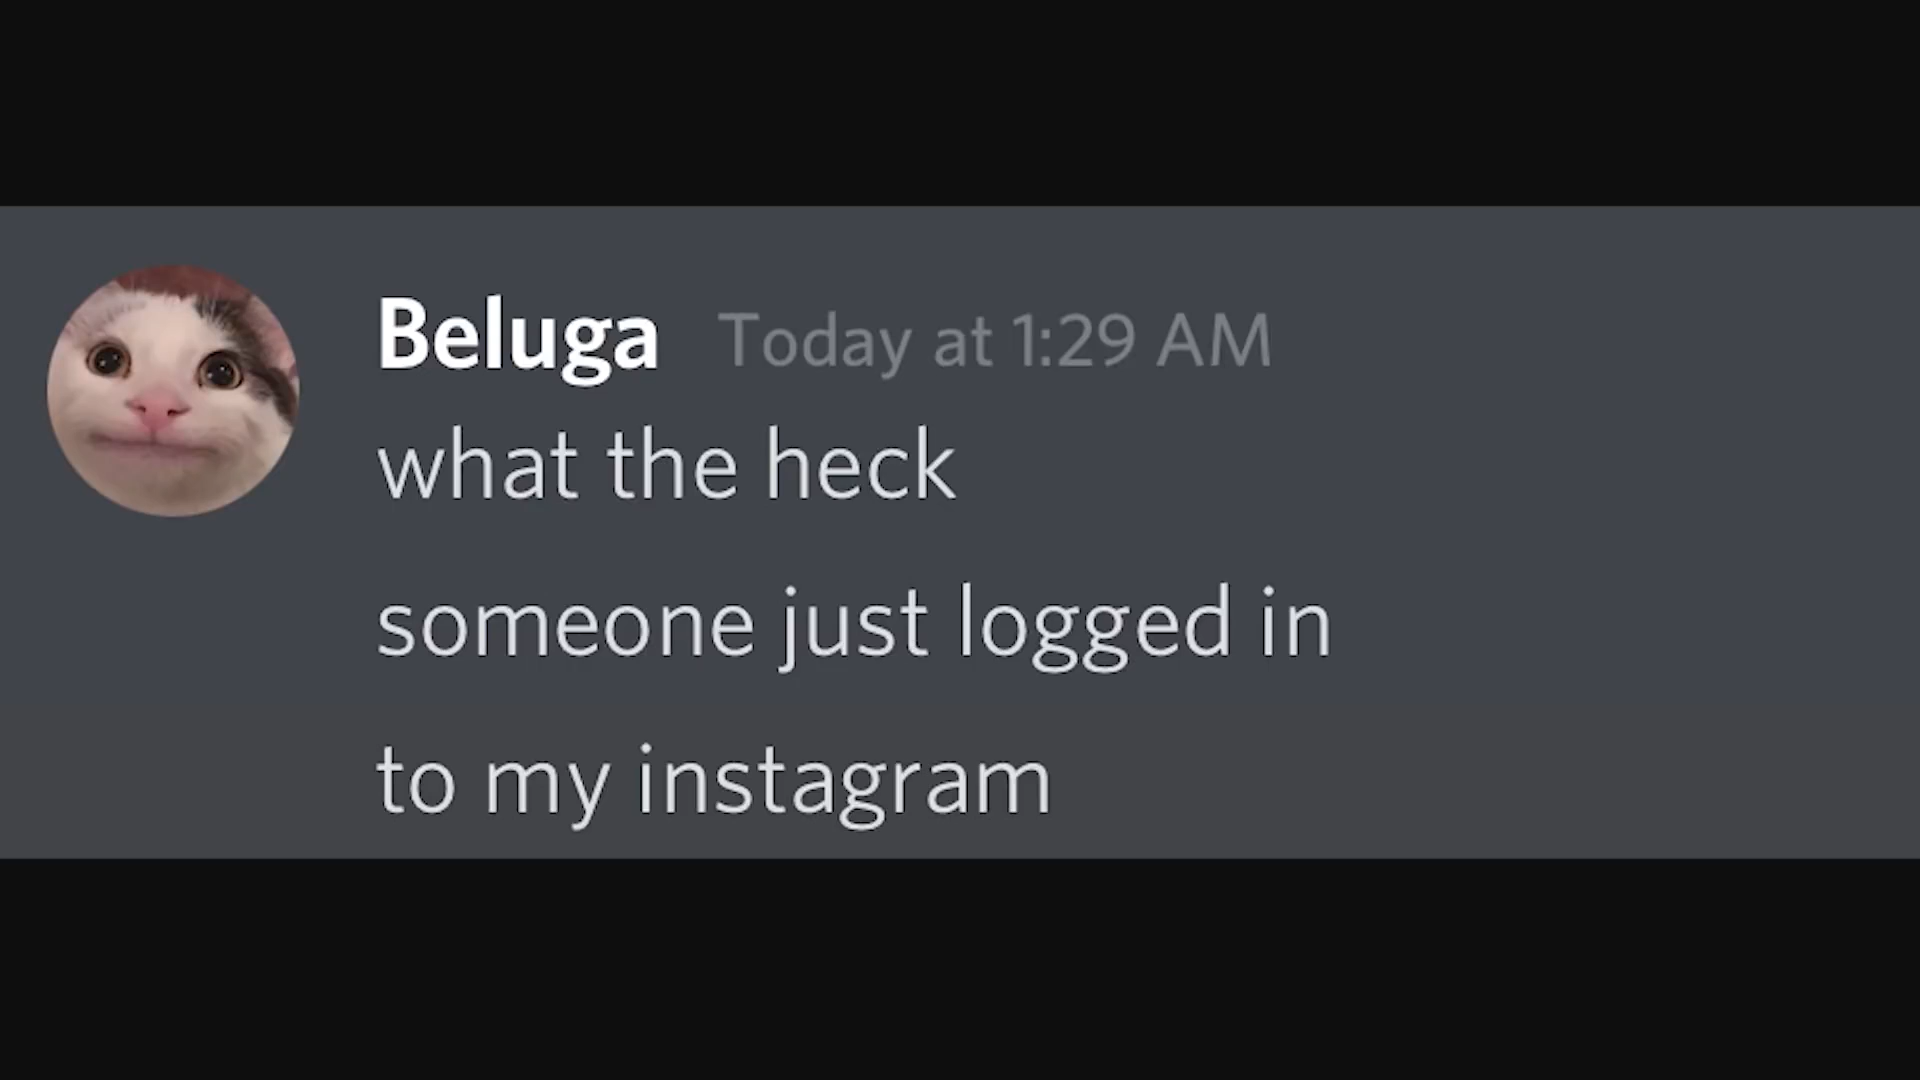 Beluga Today at 1:29 AM
what the heck
someone just logged in
to my instagram